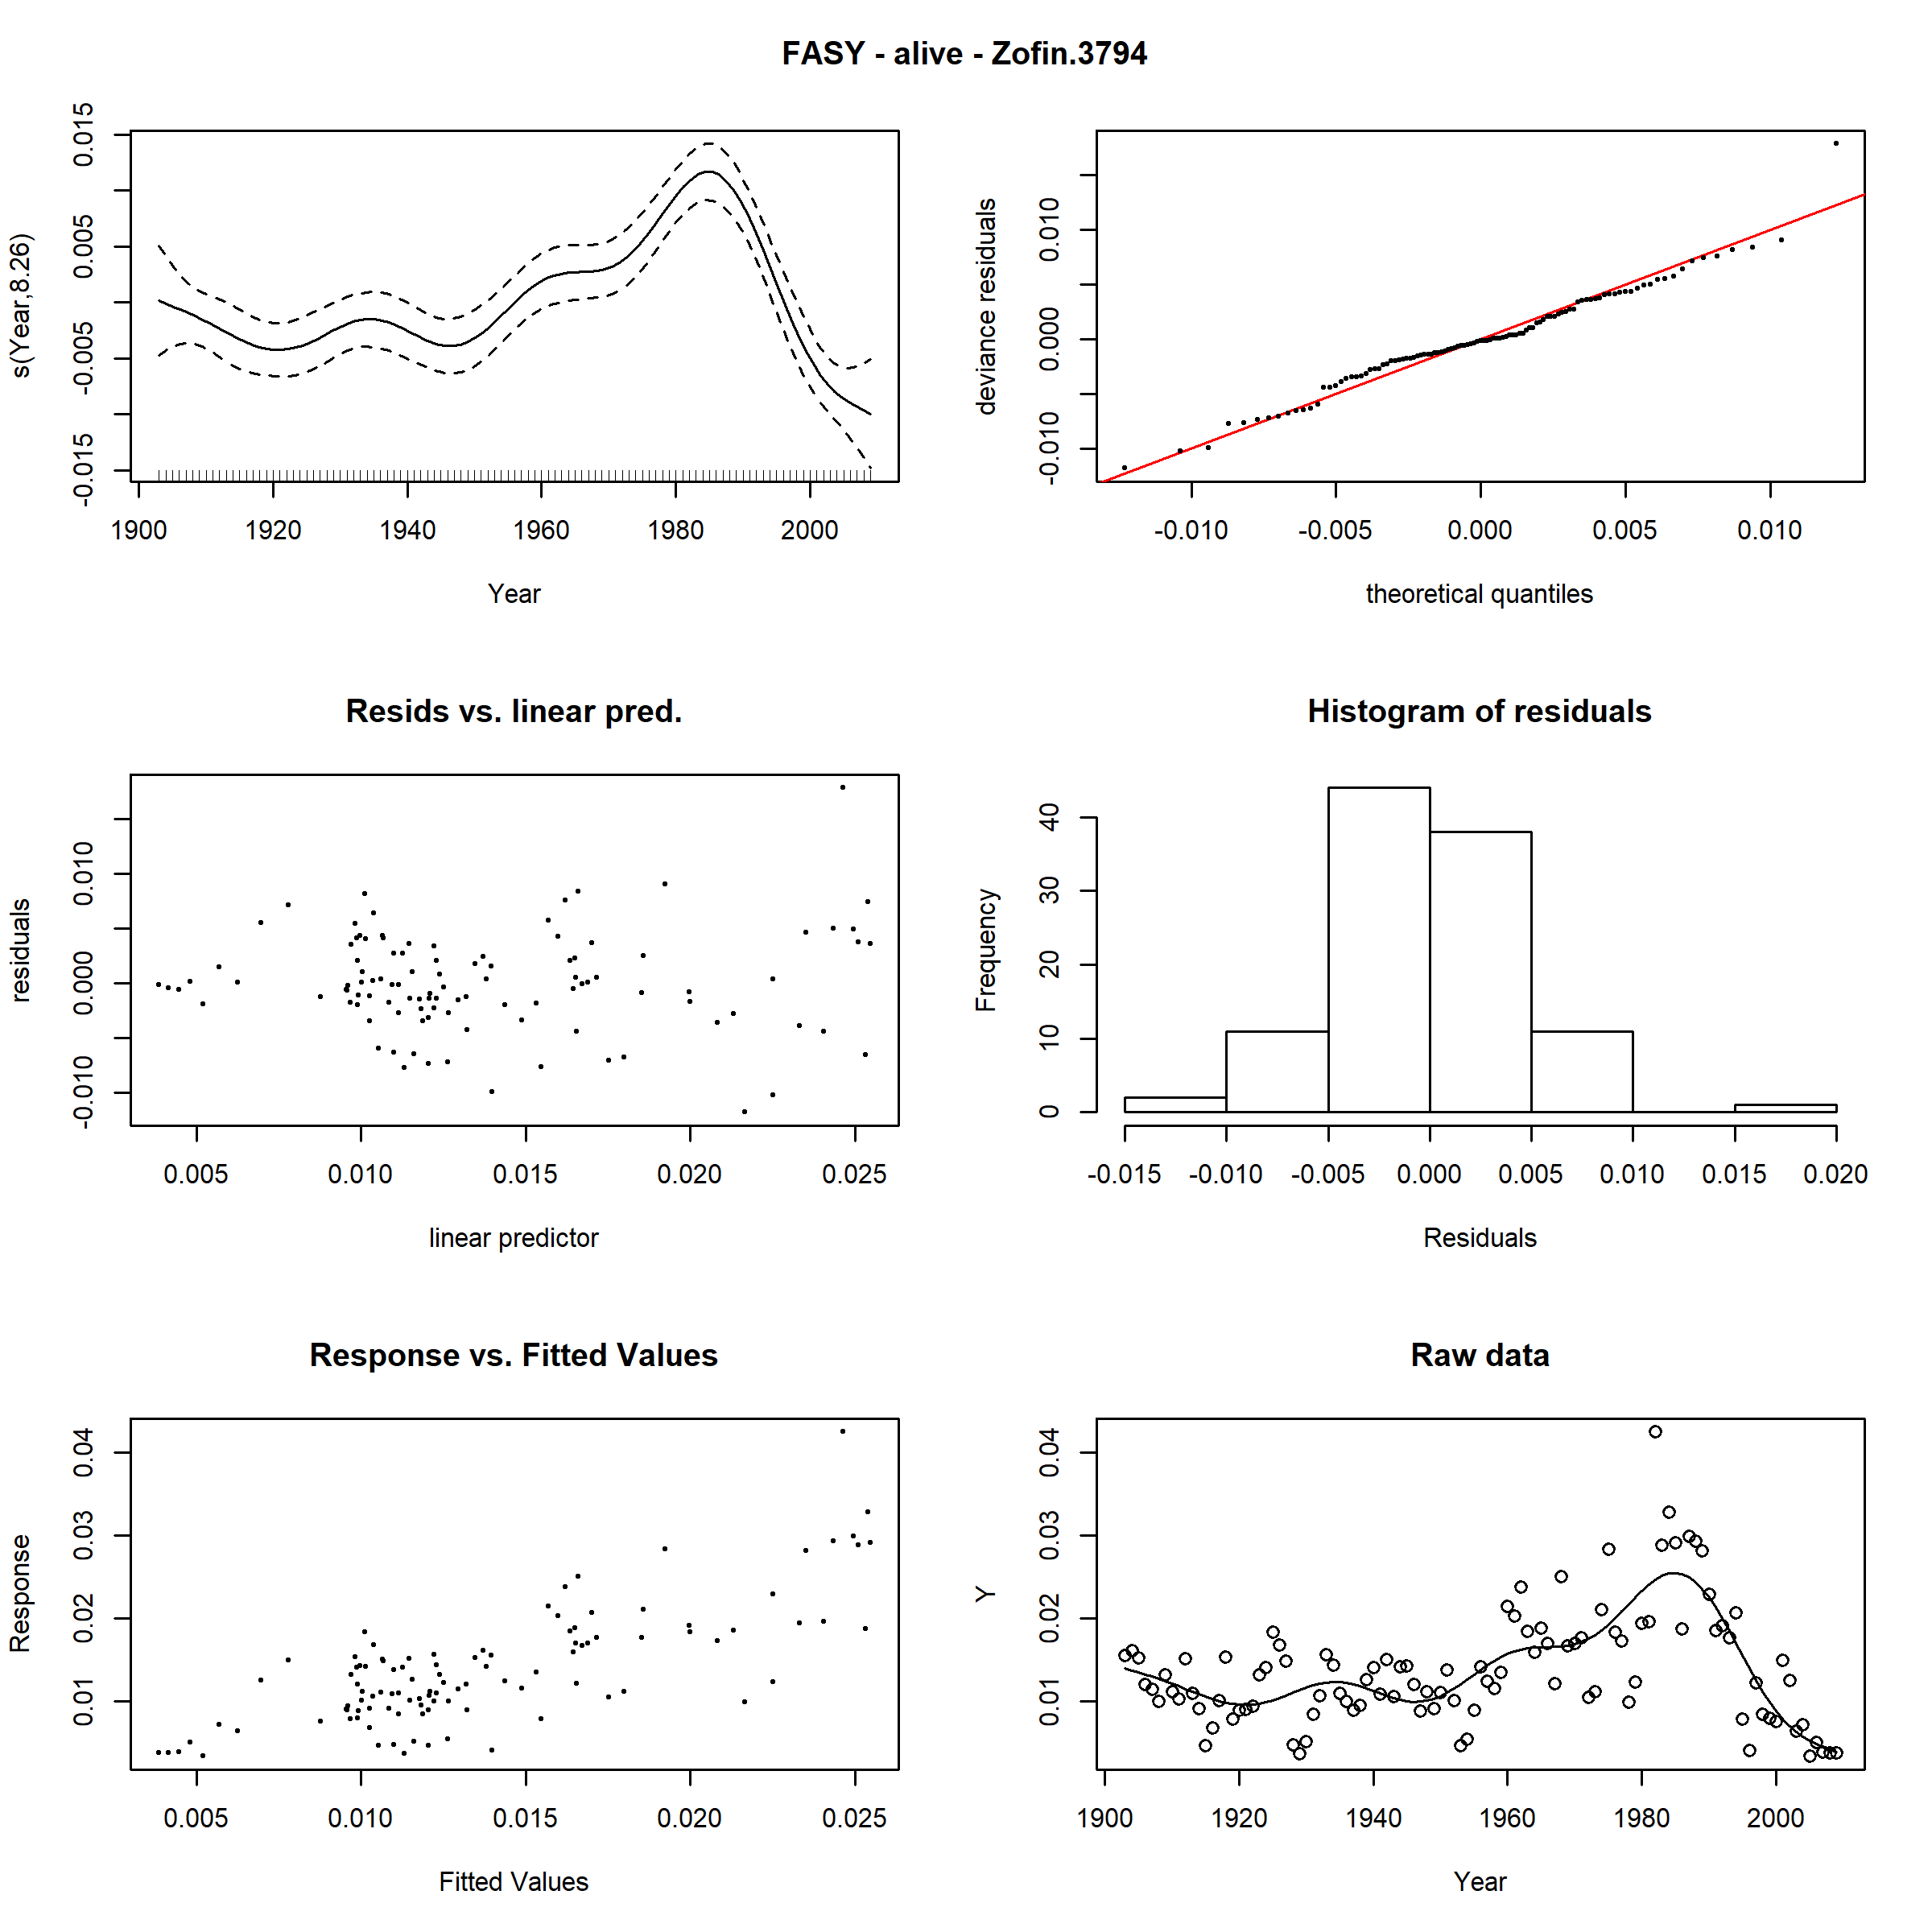 FASY - alive - Zofin.3794
s(Year,8.26)
-0.015 -0.005 0.005 0.015
1900 1920 1940 1960 1980 2000
Year
deviance residuals
-0.010 0.000 0.010
-0.010 -0.005 0.000 0.005 0.010
theoretical quantiles
Resids vs. linear pred.
residuals
-0.010 0.000 0.010
0.005 0.010 0.015 0.020 0.025
linear predictor
Histogram of residuals
Frequency
0 10 20 30 40
-0.015 -0.010 -0.005 0.000 0.005 0.010 0.015 0.020
Residuals
Response vs. Fitted Values
Response
0.01 0.02 0.03 0.04
0.005 0.010 0.015 0.020 0.025
Fitted Values
Raw data
Y
0.01 0.02 0.03 0.04
1900 1920 1940 1960 1980 2000
Year